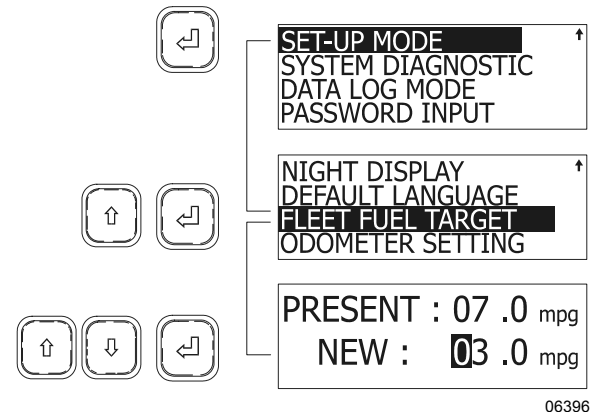 SET-UP MODE
SYSTEM DIAGNOSTIC
DATA LOG MODE
PASSWORD INPUT
NIGHT DISPLAY
DEFAULT LANGUAGE
FLEET FUEL TARGET
ODOMETER SETTING
PRESENT : 07 .0 mpg
NEW : 03 .0 mpg
06396